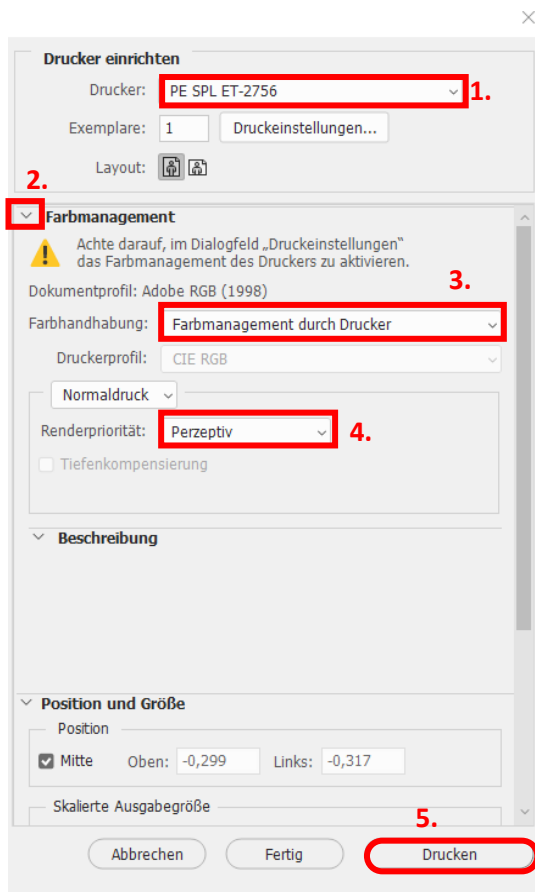 Drucker einrichten
Drucker: PE SPL ET-2756 1.
Exemplare: 1 Druckeinstellungen...
Layout:
2.
Farbmanagement
Achte darauf, im Dialogfeld „Druckeinstellungen"
das Farbmanagement des Druckers zu aktivieren.
Dokumentprofil: Adobe RGB (1998) 3.
Farbhandhabung: Farbmanagement durch Drucker
Druckerprofil: CIE RGB
Normaldruck
Renderpriorität: Perzeptiv 4.
Tiefenkompensierung
Beschreibung
Position und Größe
Position
Mitte Oben: -0,299 Links: -0,317
Skalierte Ausgabegröße
5.
Abbrechen Fertig Drucken